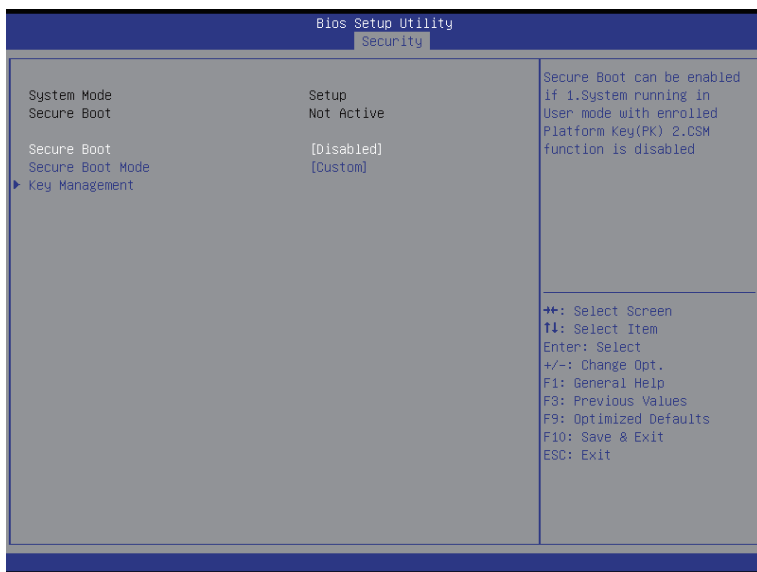 Bios Setup Utility
Security
System Mode Setup
Secure Boot Not Active
Secure Boot [Disabled]
Secure Boot Mode [Custom]
Key Management
Secure Boot can be enabled
if 1.System running in
User mode with enrolled
Platform Key(PK) 2.CSM
function is disabled
→←: Select Screen
↑↓: Select Item
Enter: Select
+/-: Change Opt.
F1: General Help
F3: Previous Values
F9: Optimized Defaults
F10: Save & Exit
ESC: Exit